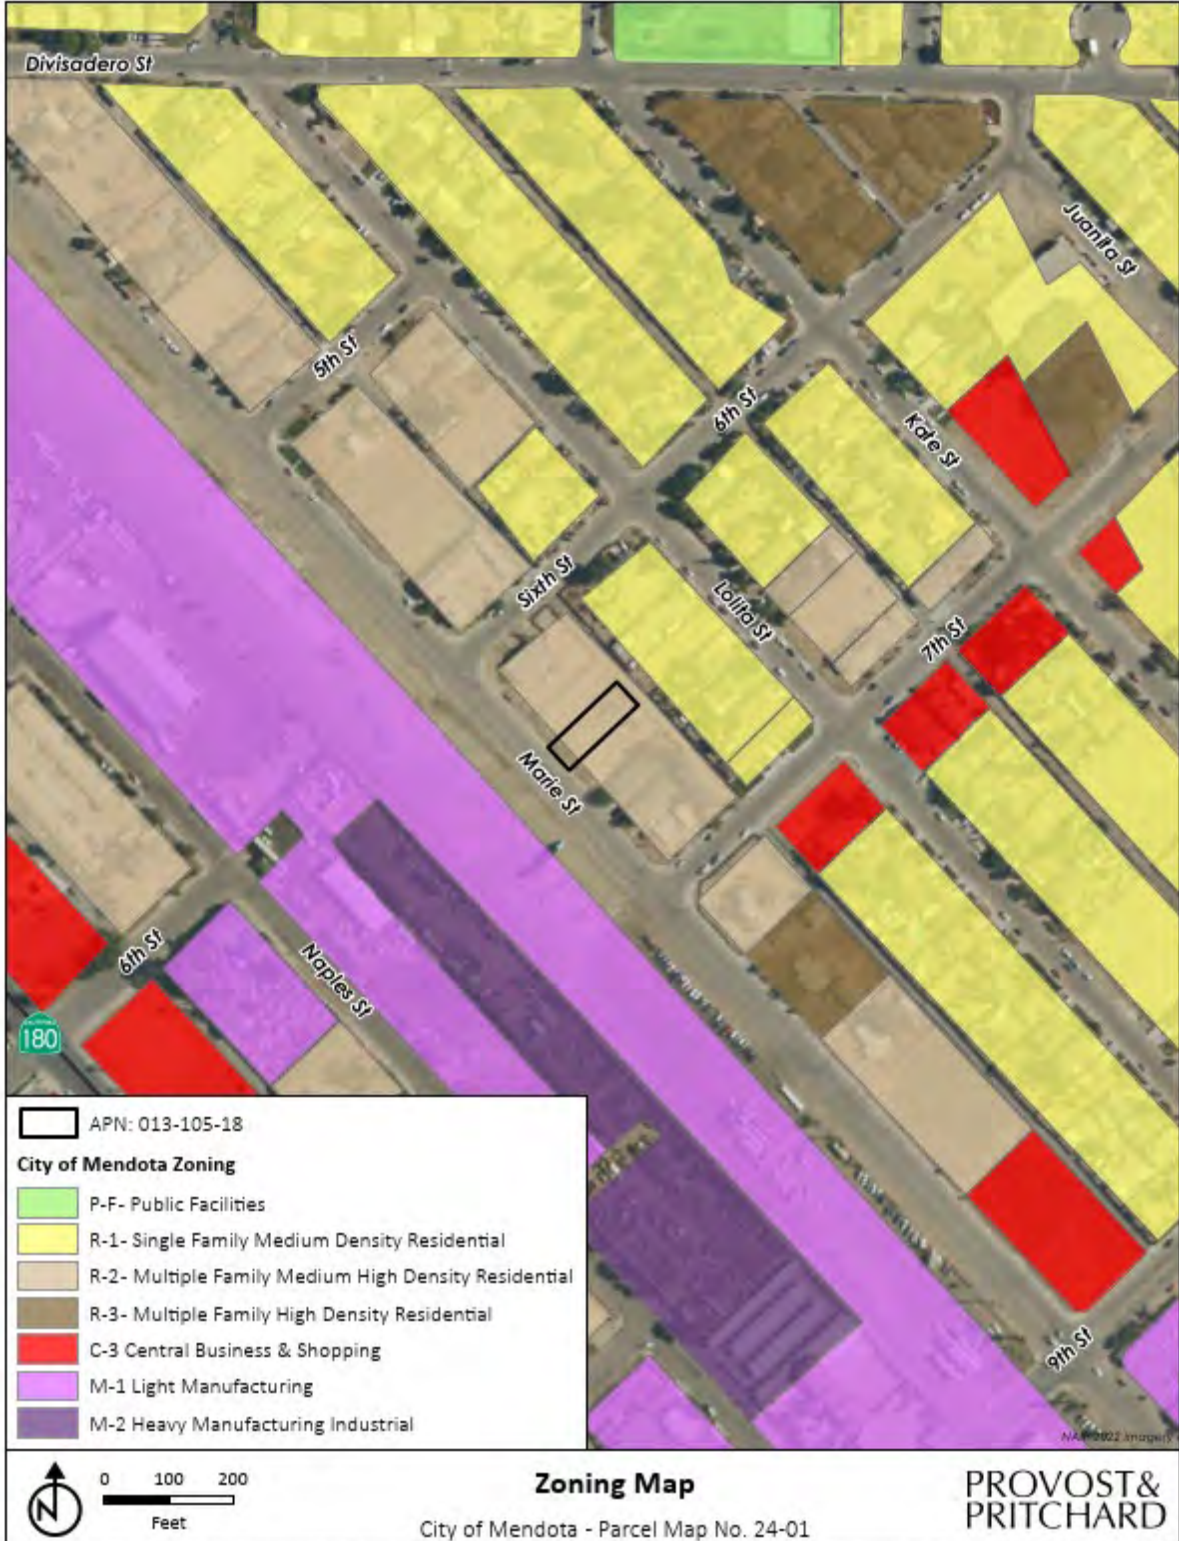 Divisadero St
Juanita St
5th St
6th St
Kate St
Sixth St
Lolita St
7th St
Marie St
6th St
Naples St
CALIFORNIA
180
9th St
NAIP 2022 Imagery
APN: 013-105-18
City of Mendota Zoning
P-F- Public Facilities
R-1- Single Family Medium Density Residential
R-2- Multiple Family Medium High Density Residential
R-3- Multiple Family High Density Residential
C-3 Central Business & Shopping
M-1 Light Manufacturing
M-2 Heavy Manufacturing Industrial
N
0 100 200
Feet
Zoning Map
City of Mendota - Parcel Map No. 24-01
PROVOST&
PRITCHARD